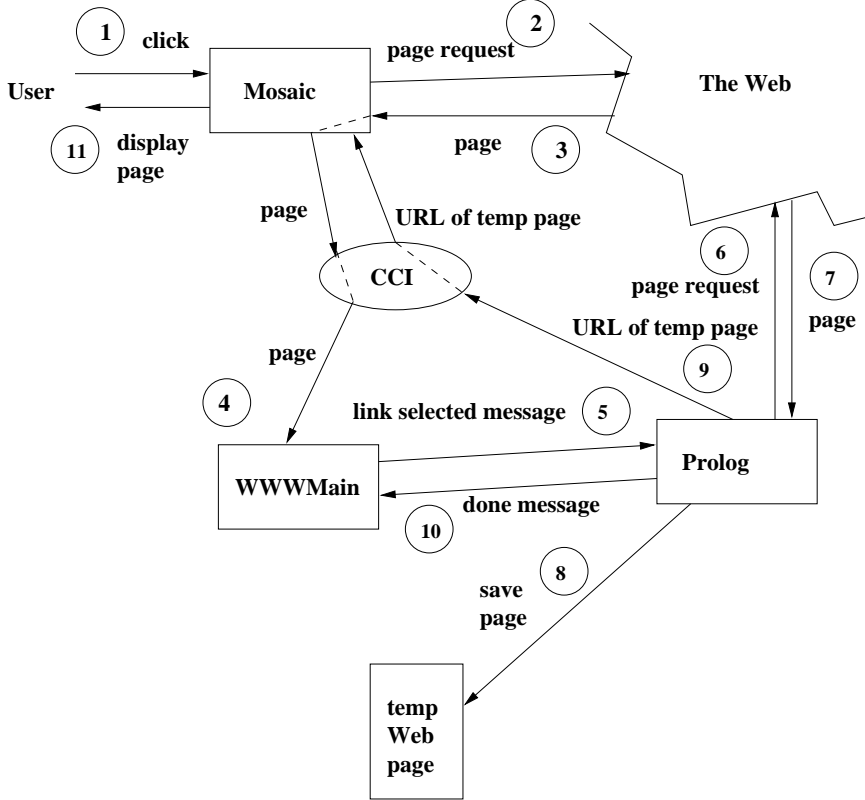 1
click
page request
2
User
Mosaic
The Web
11
display
page
page
3
page
URL of temp page
CCI
6
page request
7
page
URL of temp page
9
page
4
link selected message
5
WWWMain
Prolog
done message
10
save
page
8
temp
Web
page